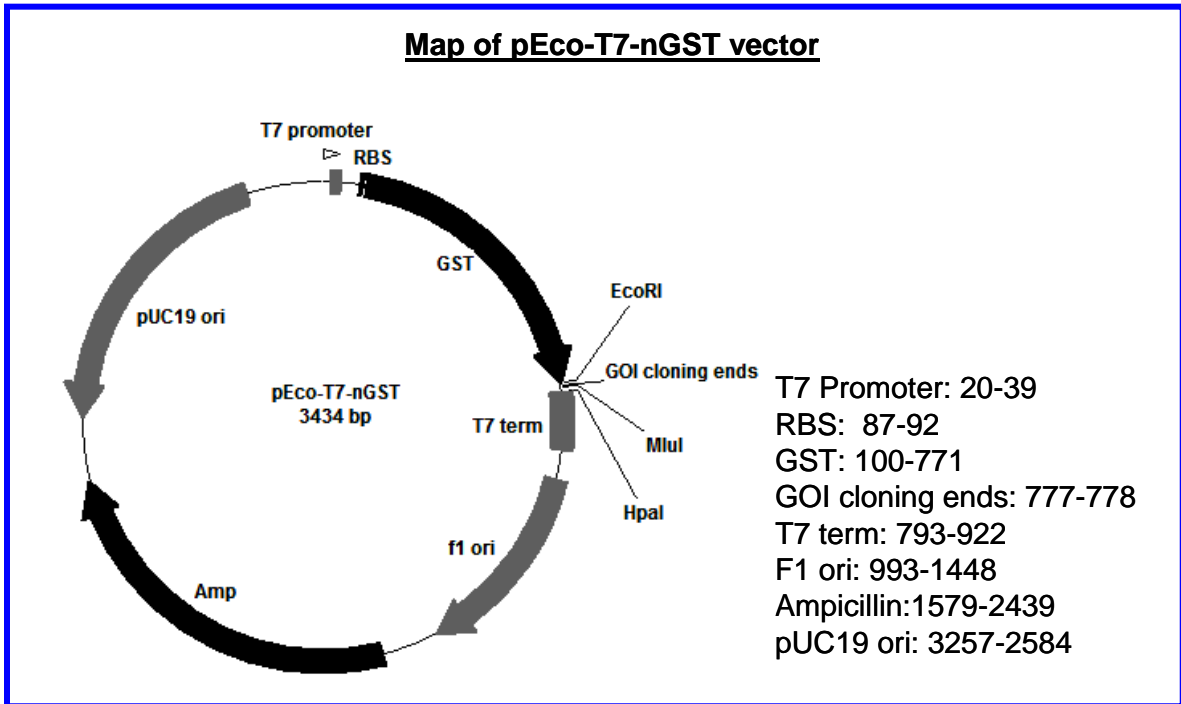 Map of pEco-T7-nGST vector
T7 promoter
RBS
GST
EcoRI
pUC19 ori
GOI cloning ends
pEco-T7-nGST
3434 bp
T7 term
MluI
HpaI
f1 ori
Amp
T7 Promoter: 20-39
RBS:  87-92
GST: 100-771
GOI cloning ends: 777-778
T7 term: 793-922
F1 ori: 993-1448
Ampicillin:1579-2439
pUC19 ori: 3257-2584